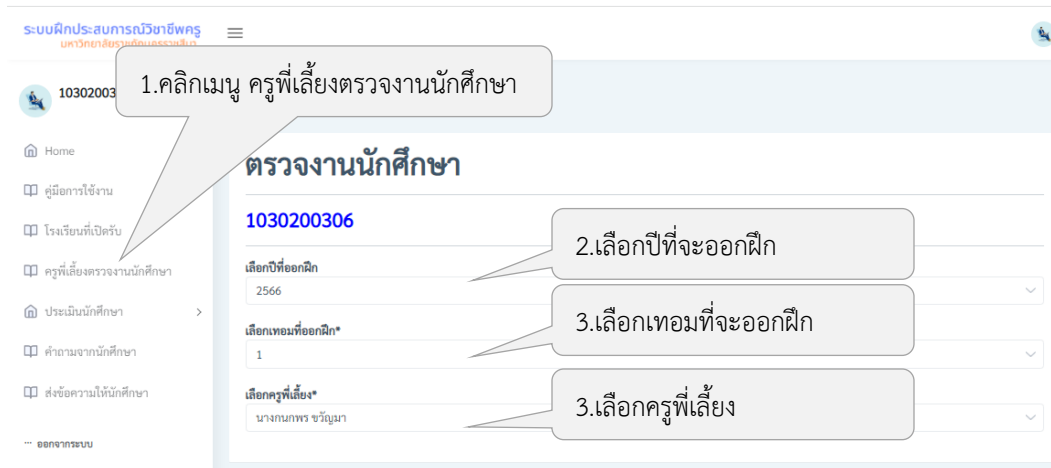 ระบบฝึกประสบการณ์วิชาชีพครู
1.คลิกเมนู ครูพี่เลี้ยงตรวจงานนักศึกษา
10302003
Home
คู่มือการใช้งาน
โรงเรียนที่เปิดรับ
ครูพี่เลี้ยงตรวจงานนักศึกษา
ประเมินนักศึกษา
คำถามจากนักศึกษา
ส่งข้อความให้นักศึกษา
ออกจากระบบ
ตรวจงานนักศึกษา
1030200306
2.เลือกปีที่จะออกฝึก
เลือกปีที่ออกฝึก
2566
3.เลือกเทอมที่จะออกฝึก
เลือกเทอมที่ออกฝึก*
1
3.เลือกครูพี่เลี้ยง
เลือกครูพี่เลี้ยง*
นางกนกพร ขวัญมา